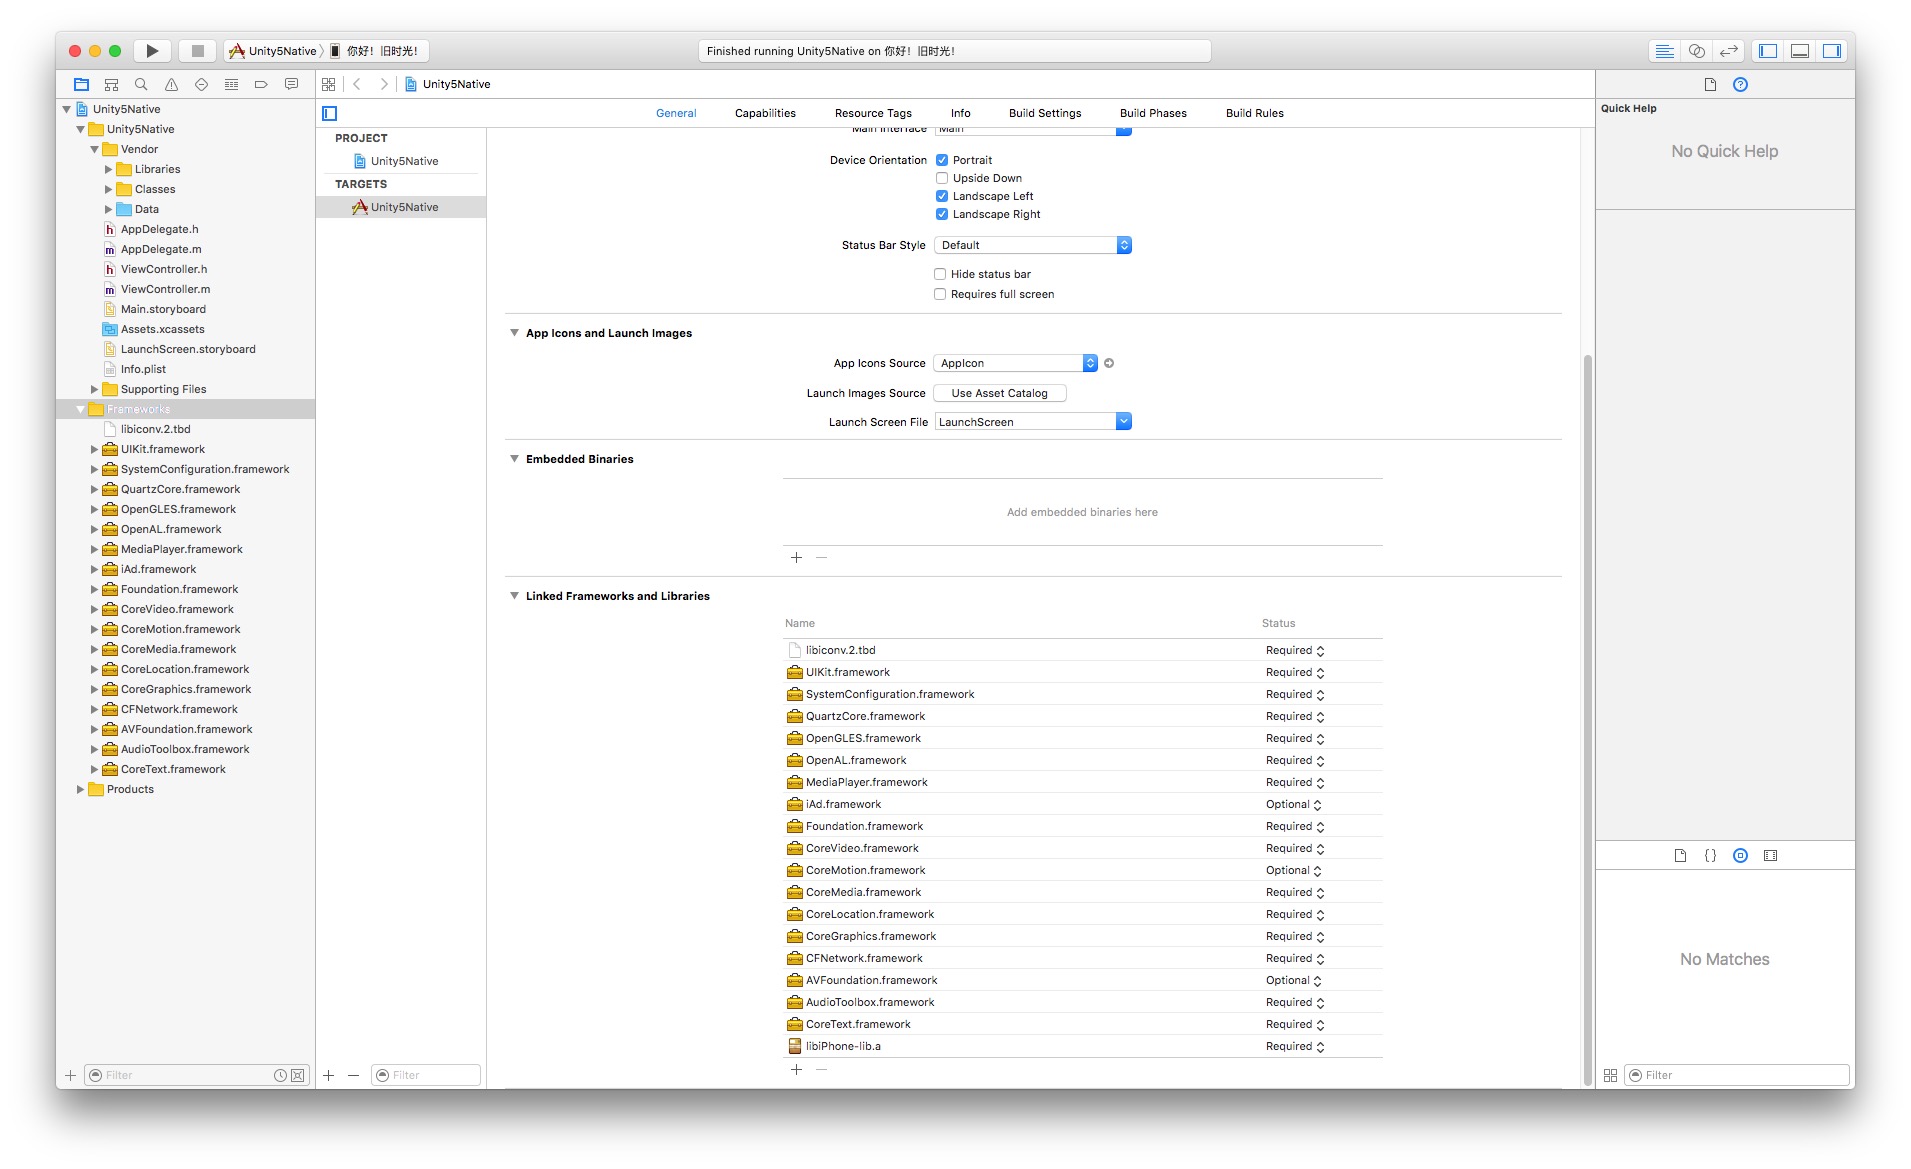 Unity5Native 〉 你好！旧时光！
Finished running Unity5Native on 你好！旧时光！
Unity5Native
Unity5Native
Vendor
Libraries
Classes
Data
AppDelegate.h
AppDelegate.m
ViewController.h
ViewController.m
Main.storyboard
Assets.xcassets
LaunchScreen.storyboard
Info.plist
Supporting Files
Frameworks
libiconv.2.tbd
UIKit.framework
SystemConfiguration.framework
QuartzCore.framework
OpenGLES.framework
OpenAL.framework
MediaPlayer.framework
iAd.framework
Foundation.framework
CoreVideo.framework
CoreMotion.framework
CoreMedia.framework
CoreLocation.framework
CoreGraphics.framework
CFNetwork.framework
AVFoundation.framework
AudioToolbox.framework
CoreText.framework
Products
Filter
Unity5Native
General Capabilities Resource Tags Info Build Settings Build Phases Build Rules
PROJECT
Unity5Native
TARGETS
Unity5Native
Filter
Main Interface Main
Device Orientation Portrait
Upside Down
Landscape Left
Landscape Right
Status Bar Style Default
Hide status bar
Requires full screen
App Icons and Launch Images
App Icons Source AppIcon
Launch Images Source Use Asset Catalog
Launch Screen File LaunchScreen
Embedded Binaries
Add embedded binaries here
Linked Frameworks and Libraries
Name Status
libiconv.2.tbd Required
UIKit.framework Required
SystemConfiguration.framework Required
QuartzCore.framework Required
OpenGLES.framework Required
OpenAL.framework Required
MediaPlayer.framework Required
iAd.framework Optional
Foundation.framework Required
CoreVideo.framework Required
CoreMotion.framework Optional
CoreMedia.framework Required
CoreLocation.framework Required
CoreGraphics.framework Required
CFNetwork.framework Required
AVFoundation.framework Optional
AudioToolbox.framework Required
CoreText.framework Required
libiPhone-lib.a Required
Quick Help
No Quick Help
No Matches
Filter